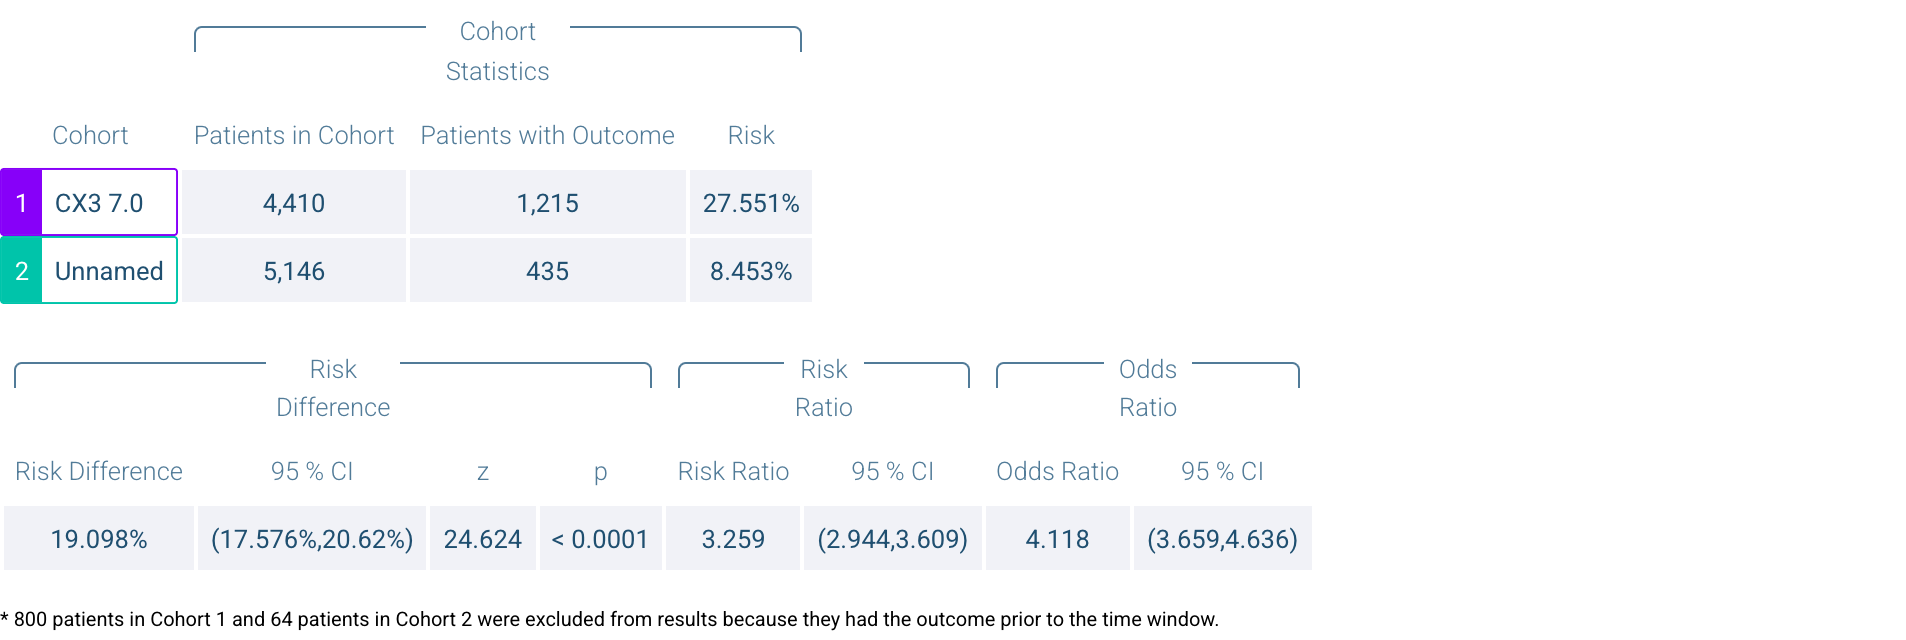 Cohort
Statistics
Cohort Patients in Cohort Patients with Outcome Risk
1 CX3 7.0 4,410 1,215 27.551%
2 Unnamed 5,146 435 8.453%
Risk Risk Odds
Difference Ratio Ratio
Risk Difference 95 % CI z p Risk Ratio 95 % CI Odds Ratio 95 % CI
19.098% (17.576%,20.62%) 24.624 < 0.0001 3.259 (2.944,3.609) 4.118 (3.659,4.636)
* 800 patients in Cohort 1 and 64 patients in Cohort 2 were excluded from results because they had the outcome prior to the time window.